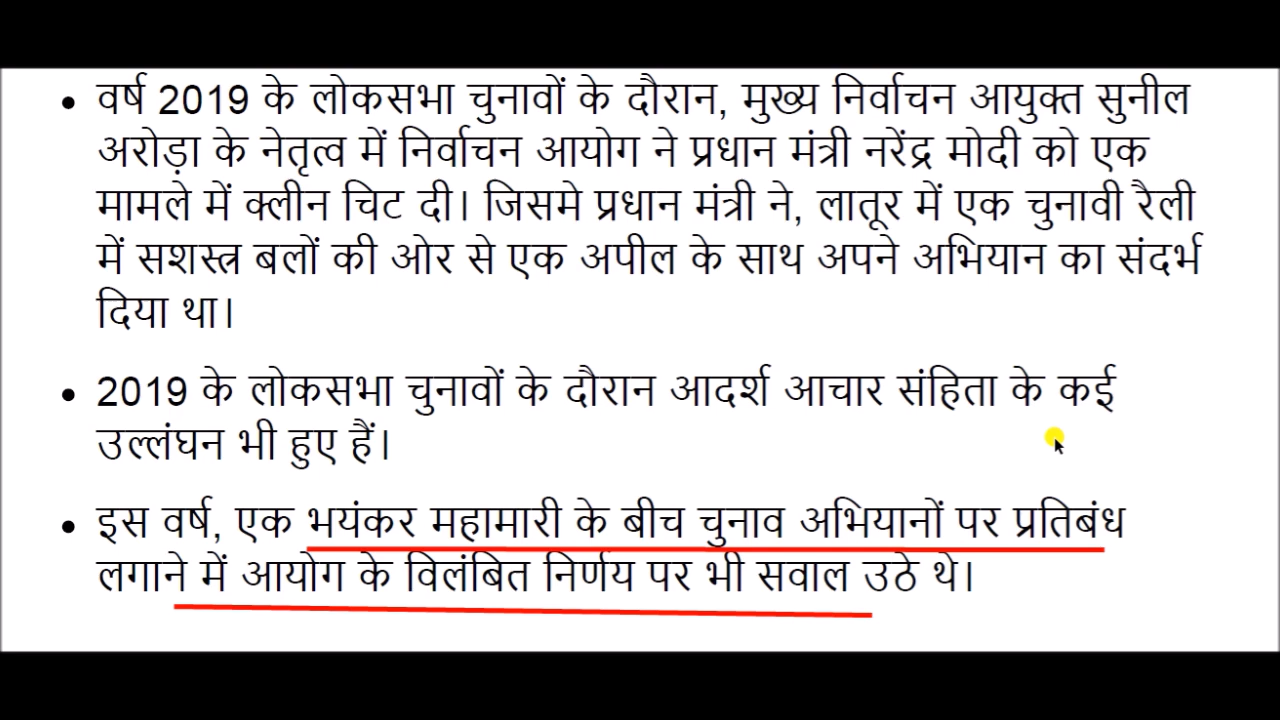 • वर्ष 2019 के लोकसभा चुनावों के दौरान, मुख्य निर्वाचन आयुक्त सुनील
अरोड़ा के नेतृत्व में निर्वाचन आयोग ने प्रधान मंत्री नरेंद्र मोदी को एक
मामले में क्लीन चिट दी। जिसमे प्रधान मंत्री ने, लातूर में एक चुनावी रैली
में सशस्त्र बलों की ओर से एक अपील के साथ अपने अभियान का संदर्भ
दिया था।
• 2019 के लोकसभा चुनावों के दौरान आदर्श आचार संहिता के कई
उल्लंघन भी हुए हैं।
• इस वर्ष, एक भयंकर महामारी के बीच चुनाव अभियानों पर प्रतिबंध
लगाने में आयोग के विलंबित निर्णय पर भी सवाल उठे थे।